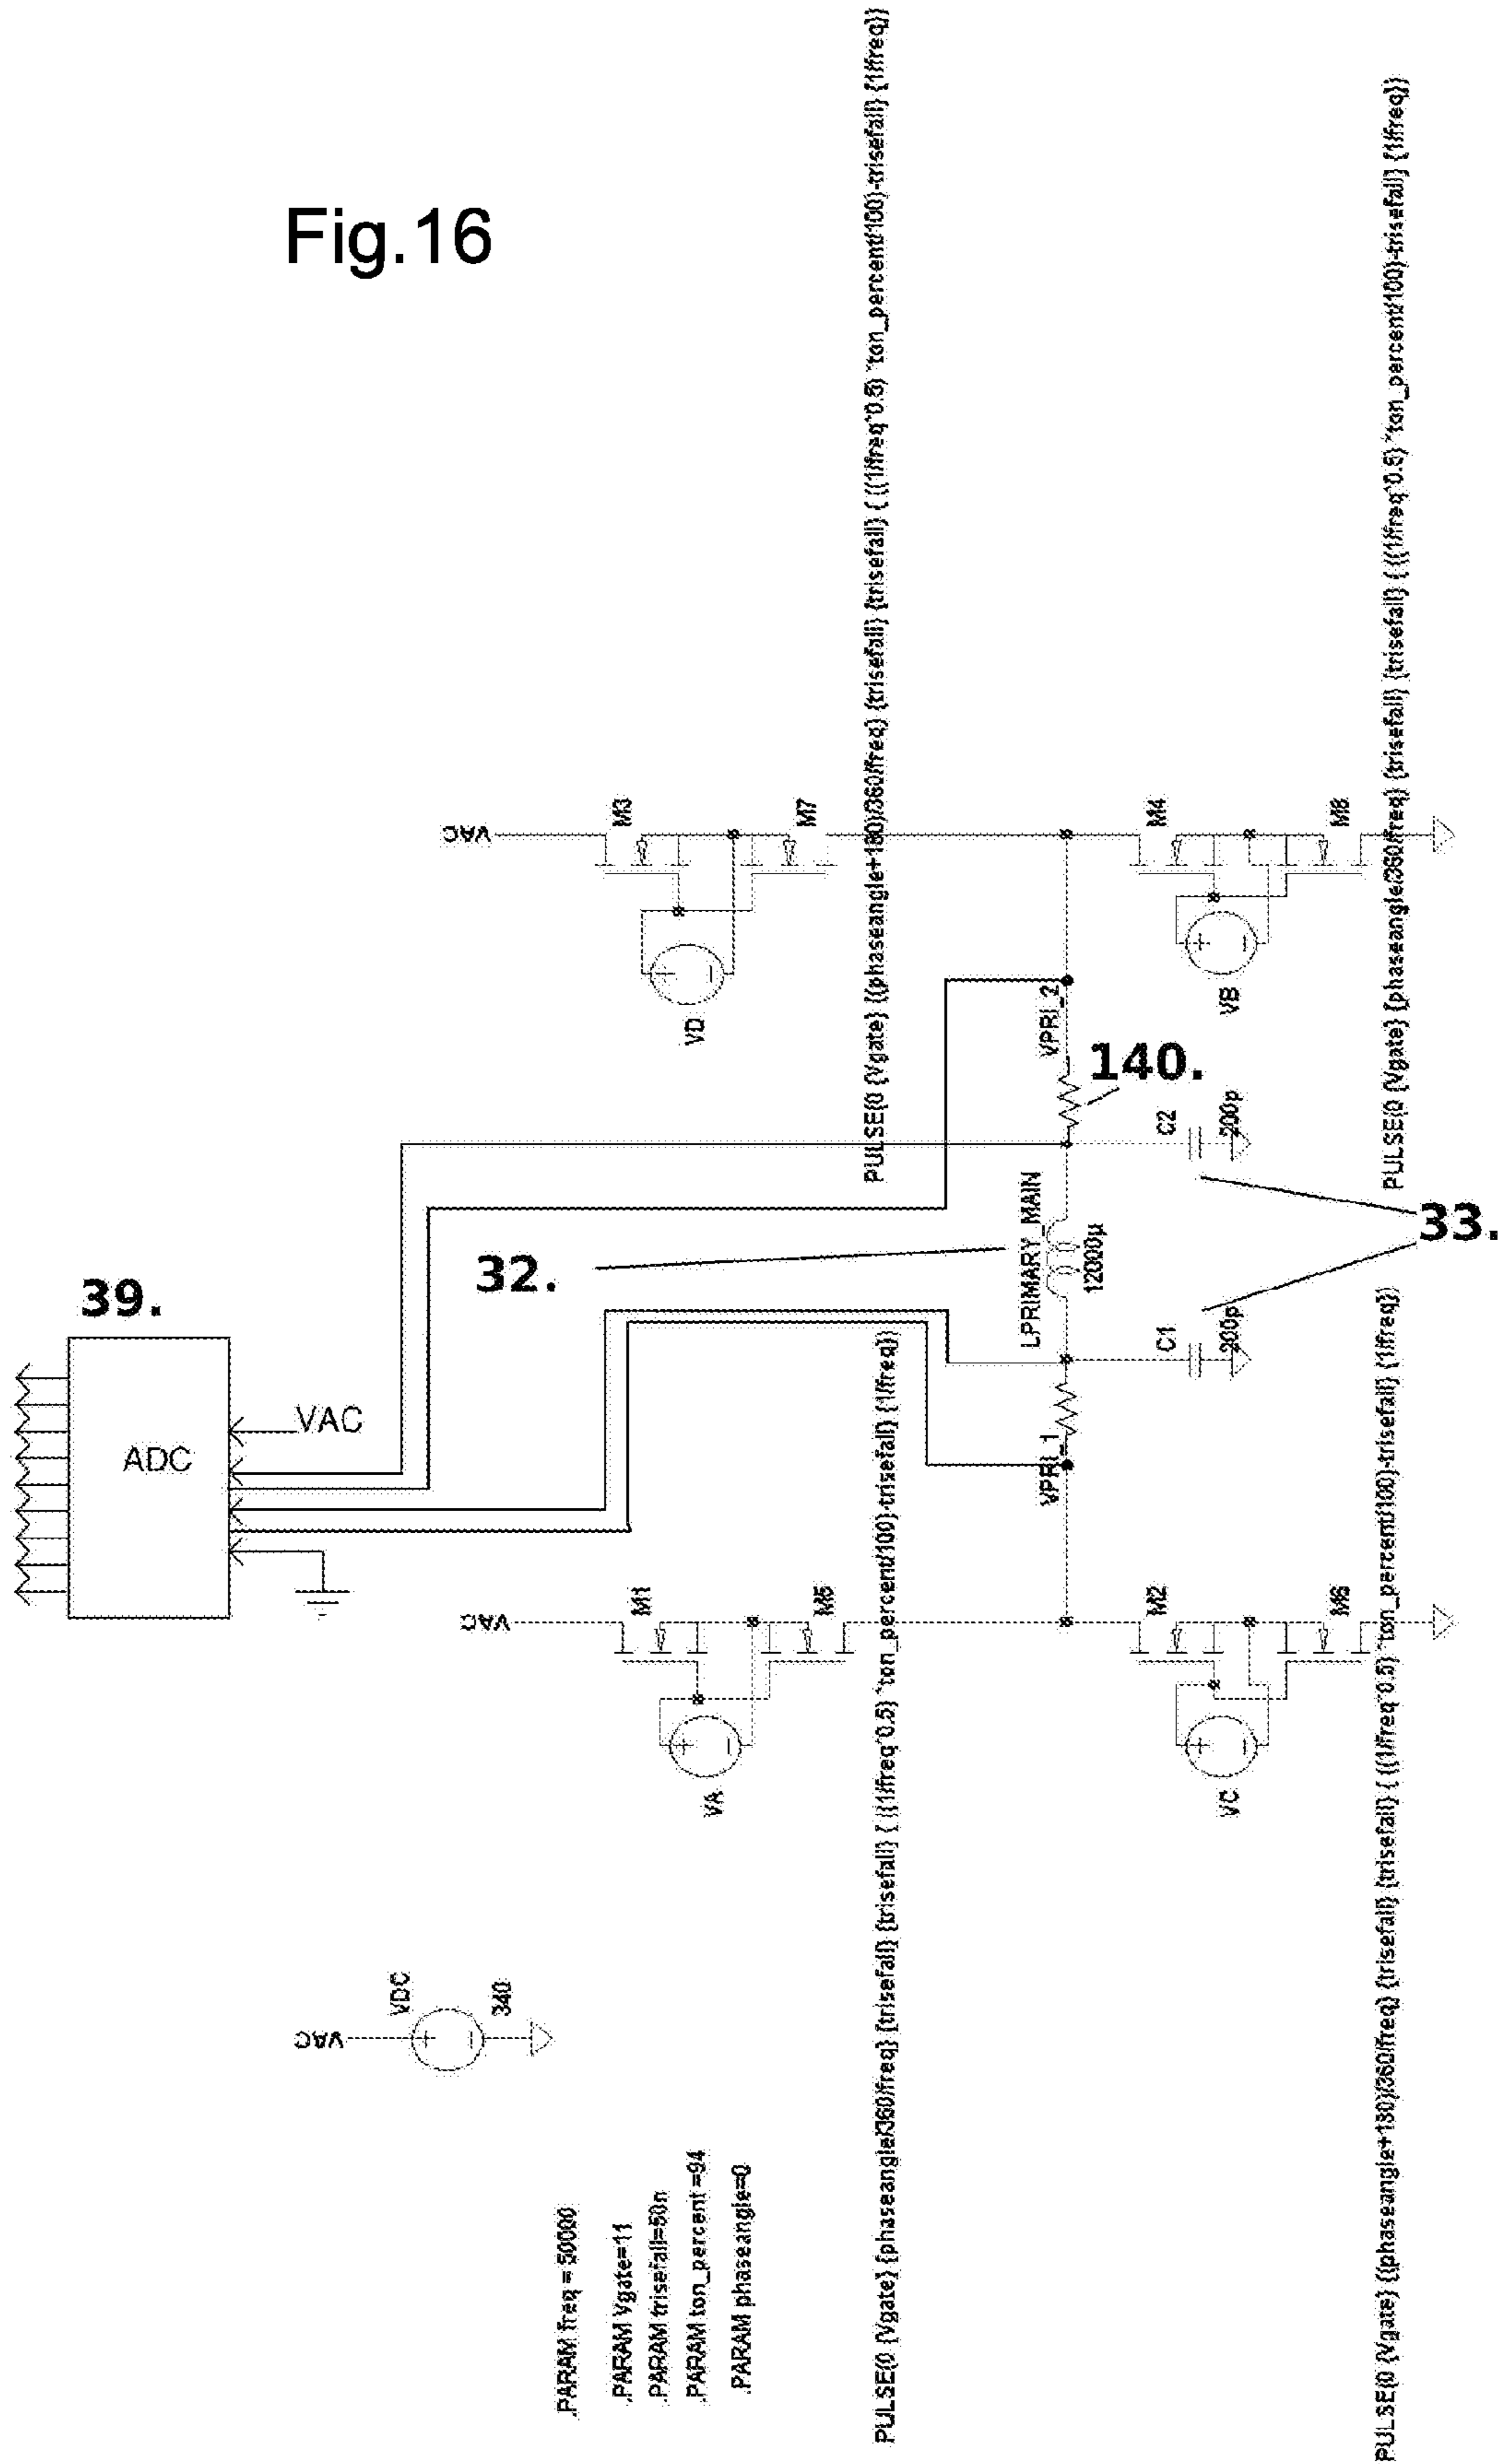 Fig.16
39.
ADC
VAC
VAC
VDC
340
.PARAM freq = 50000
.PARAM Vgate=11
.PARAM trisefall=50n
.PARAM ton_percent =94
.PARAM phaseangle=0
VAC
M1
M5
VA
PULSE(0 {Vgate} {phaseangle/360/freq} {trisefall} {trisefall} { ((1/freq*0.5) *ton_percent/100)-trisefall} {1/freq})
VAC
M3
M7
VD
PULSE(0 {Vgate} {(phaseangle+180)/360/freq} {trisefall} {trisefall} { ((1/freq*0.5) *ton_percent/100)-trisefall} {1/freq})
32.
VPRI_1
LPRIMARY_MAIN
12000µ
VPRI_2
140.
C1
200p
C2
200p
33.
M2
M6
VC
PULSE(0 {Vgate} {(phaseangle+180)/360/freq} {trisefall} {trisefall} { ((1/freq*0.5) *ton_percent/100)-trisefall} {1/freq})
M4
M8
VB
PULSE(0 {Vgate} {phaseangle/360/freq} {trisefall} {trisefall} { ((1/freq*0.5) *ton_percent/100)-trisefall} {1/freq})